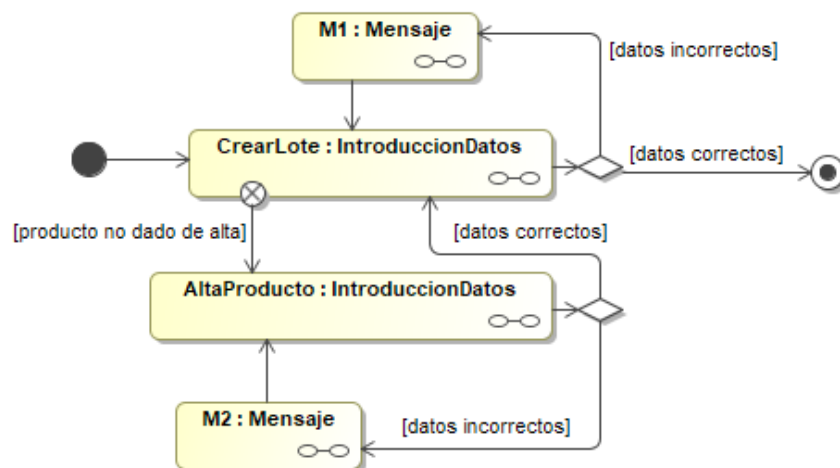 M1 : Mensaje
[datos incorrectos]
CrearLote : IntroduccionDatos
[datos correctos]
[producto no dado de alta]
[datos correctos]
AltaProducto : IntroduccionDatos
M2 : Mensaje
[datos incorrectos]